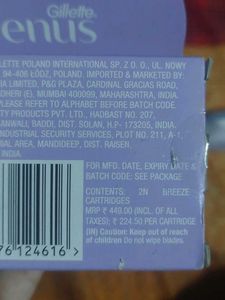 Gillette
enus
LETTE POLAND INTERNATIONAL SP. Z O. O., UL. NOWY
94-406 ŁÓDZ, POLAND. IMPORTED & MARKETED BY:
IA LIMITED, P&G PLAZA, CARDINAL GRACIAS ROAD,
DHERI (E), MUMBAI 400099, MAHARASHTRA, INDIA.
PLEASE REFER TO ALPHABET BEFORE BATCH CODE.
TY PRODUCTS PVT. LTD., HADBAST NO. 207,
ANWALI, BADDI, DIST. SOLAN, H.P- 173205, INDIA.
INDUSTRIAL SECURITY SERVICES, PLOT NO. 211, A-1,
IAL AREA, MANDIDEEP, DIST. RAISEN,
INDIA
FOR MFG. DATE, EXPIRY DATE &
BATCH CODE: SEE PACKAGE
CONTENTS: 2N BREEZE
CARTRIDGES
MRP ₹ 449.00 (INCL. OF ALL
TAXES); ₹ 224.50 PER CARTRIDGE
(IN) Caution: Keep out of reach
of children Do not wipe blades.
76124616